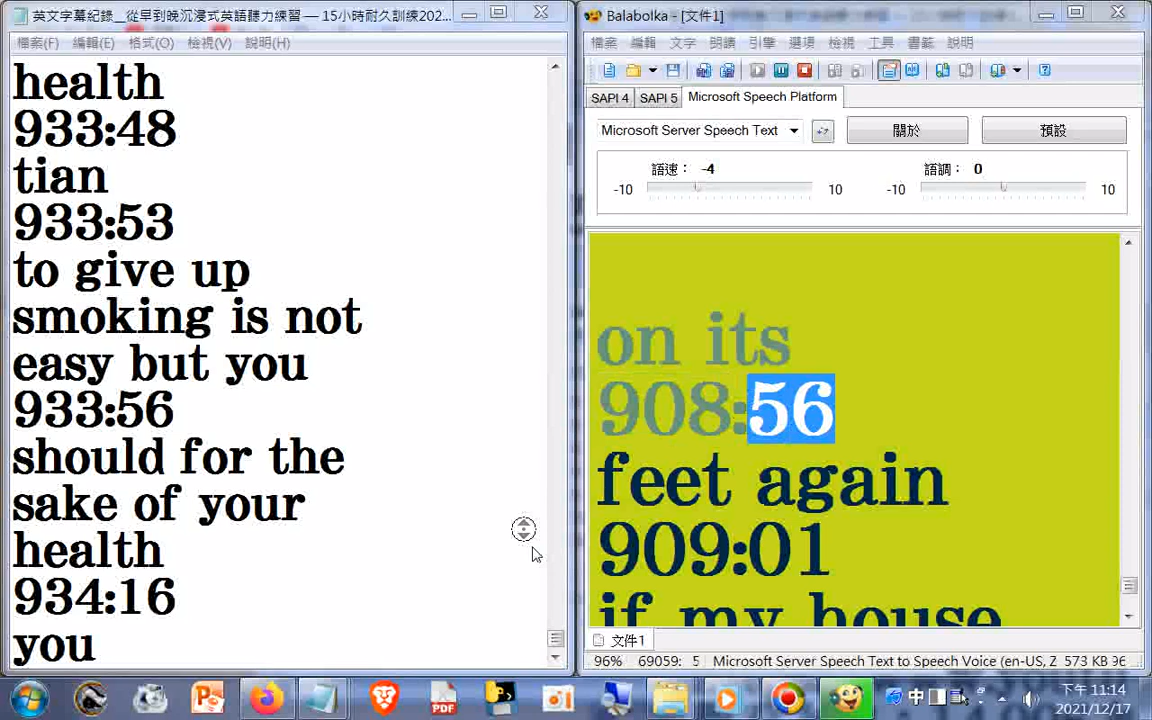 英文字幕紀錄__從早到晚沉浸式英語聽力練習 — 15小時耐久訓練202...
檔案(F) 編輯(E) 格式(O) 檢視(V) 說明(H)
health
933:48
tian
933:53
to give up
smoking is not
easy but you
933:56
should for the
sake of your
health
934:16
you
Balabolka - [文件1]
檔案 編輯 文字 朗讀 引擎 選項 檢視 工具 書籤 說明
SAPI 4 SAPI 5 Microsoft Speech Platform
Microsoft Server Speech Text 關於 預設
語速： -4 語調： 0
-10 10 -10 10
on its
908:56
feet again
909:01
if my house
文件1
96% 69059: 5 Microsoft Server Speech Text to Speech Voice (en-US, Z 573 KB 96
PDF
中
下午 11:14
2021/12/17